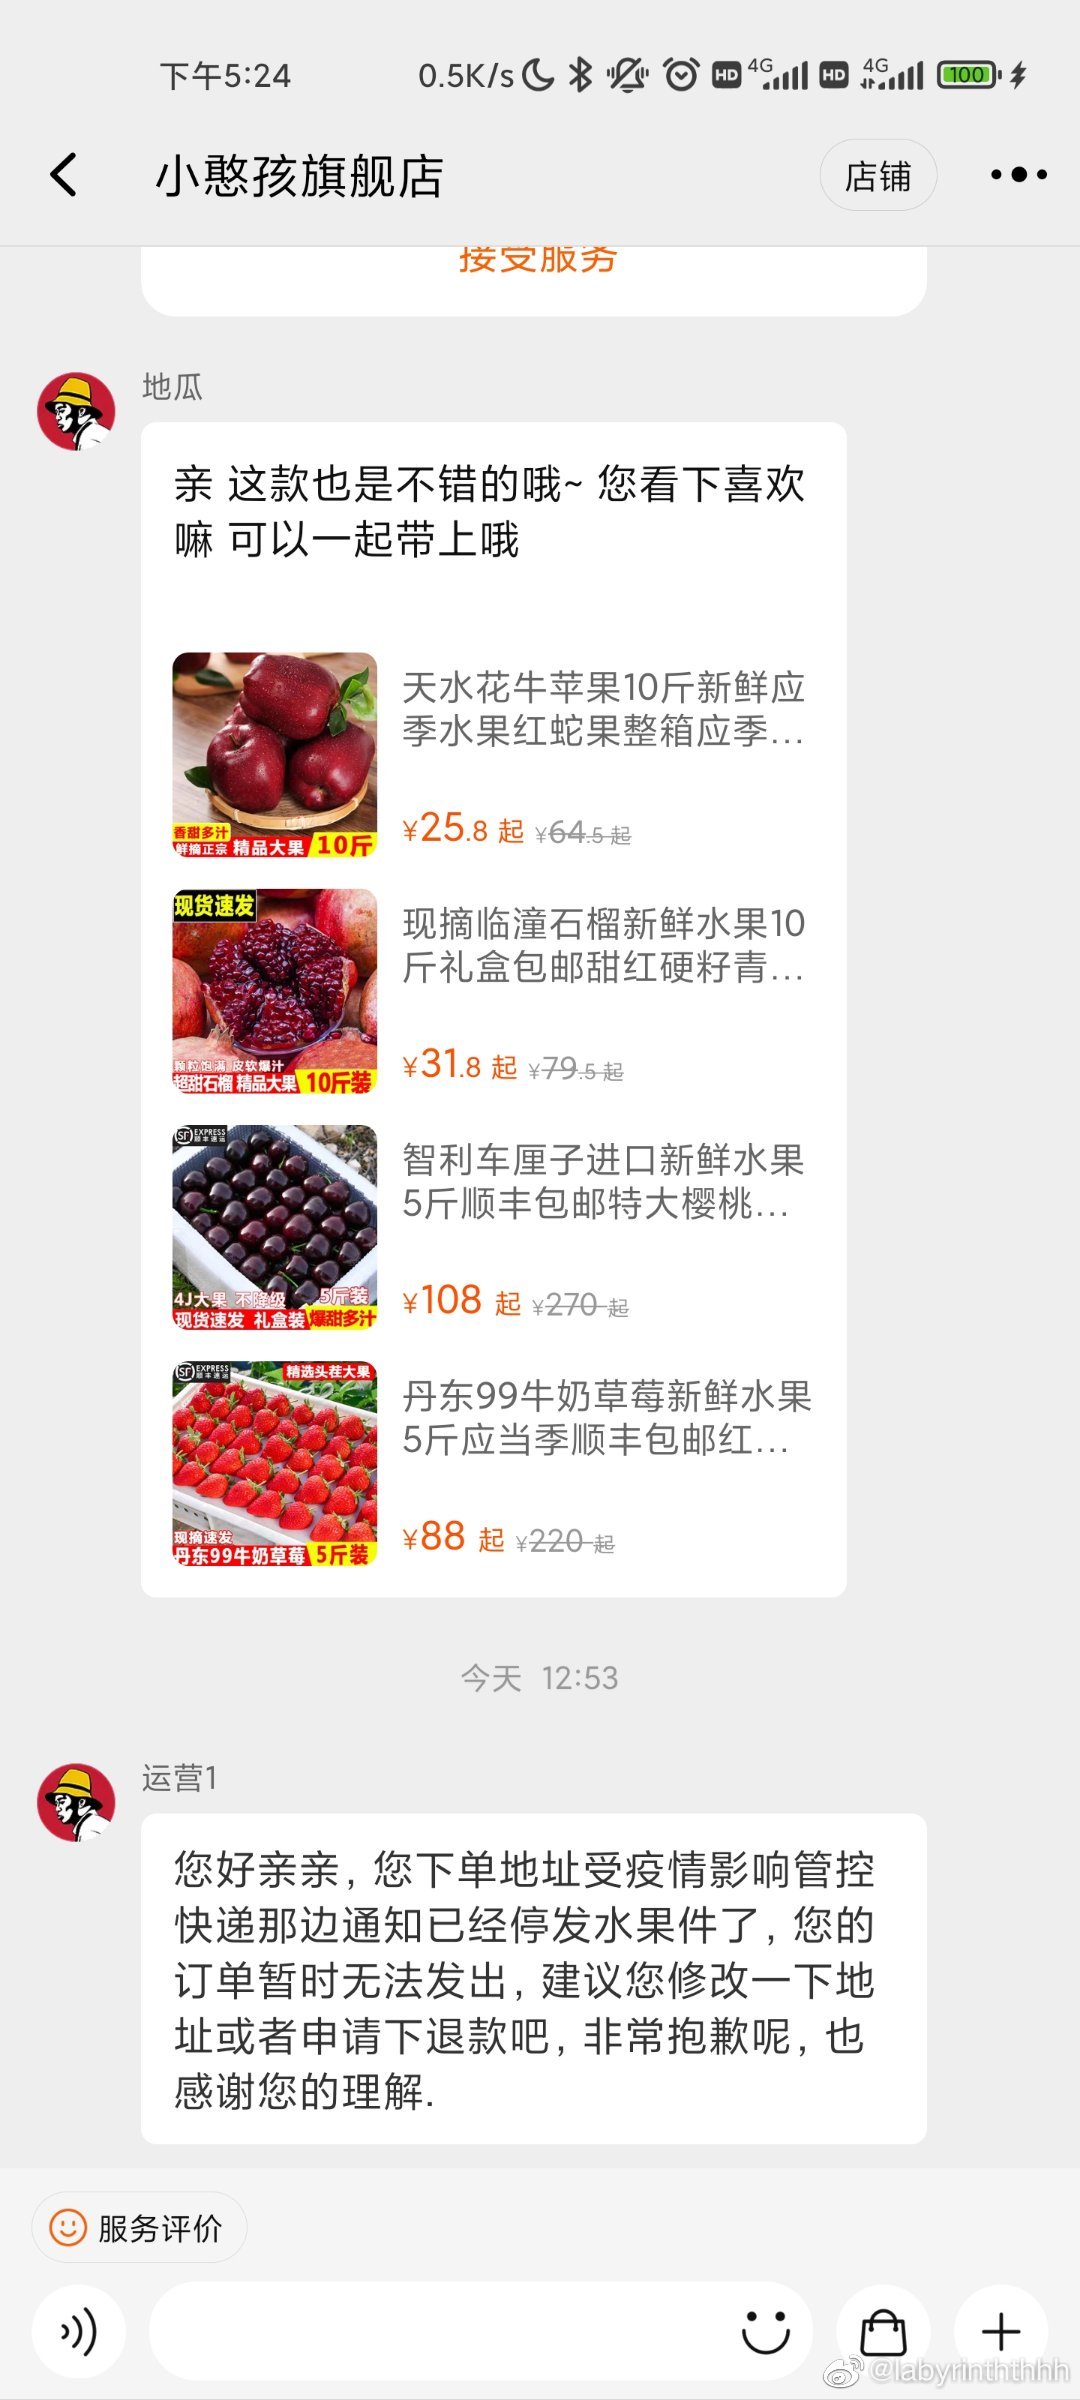 下午5:24
0.5K/s
HD 4G HD 4G 100
小憨孩旗舰店
店铺
接受服务
地瓜
亲 这款也是不错的哦~ 您看下喜欢
嘛 可以一起带上哦
天水花牛苹果10斤新鲜应
季水果红蛇果整箱应季...
¥25.8 起 ¥64.5 起
香甜多汁
鲜摘正宗 精品大果 10斤
现摘临潼石榴新鲜水果10
斤礼盒包邮甜红硬籽青...
¥31.8 起 ¥79.5 起
现货速发
颗粒饱满 皮软爆汁
超甜石榴 精品大果 10斤装
智利车厘子进口新鲜水果
5斤顺丰包邮特大樱桃...
¥108 起 ¥270 起
SF EXPRESS
顺丰速运
4J大果 不降级 5斤装
现货速发 礼盒装 爆甜多汁
丹东99牛奶草莓新鲜水果
5斤应当季顺丰包邮红...
¥88 起 ¥220 起
SF EXPRESS
顺丰速运
精选头茬大果
现摘速发
丹东99牛奶草莓 5斤装
今天 12:53
运营1
您好亲亲, 您下单地址受疫情影响管控
快递那边通知已经停发水果件了, 您的
订单暂时无法发出, 建议您修改一下地
址或者申请下退款吧, 非常抱歉呢, 也
感谢您的理解.
服务评价
@labyrinththhh